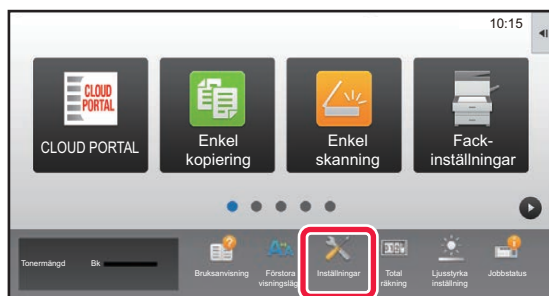 10:15
CLOUD
PORTAL
CLOUD PORTAL
Enkel
kopiering
Enkel
skanning
Fack-
inställningar
Tonermängd
Bk
Bruksanvisning
Förstora
visningsläg
Inställningar
Total
räkning
Ljusstyrka
inställning
Jobbstatus